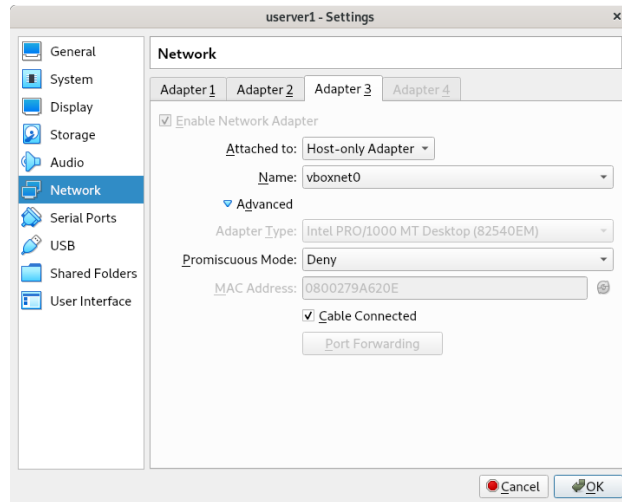 userver1 - Settings
General
System
Display
Storage
Audio
Network
Serial Ports
USB
Shared Folders
User Interface
Network
Adapter 1 Adapter 2 Adapter 3 Adapter 4
Enable Network Adapter
Attached to: Host-only Adapter
Name: vboxnet0
Advanced
Adapter Type: Intel PRO/1000 MT Desktop (82540EM)
Promiscuous Mode: Deny
MAC Address: 0800279A620E
Cable Connected
Port Forwarding
Cancel OK